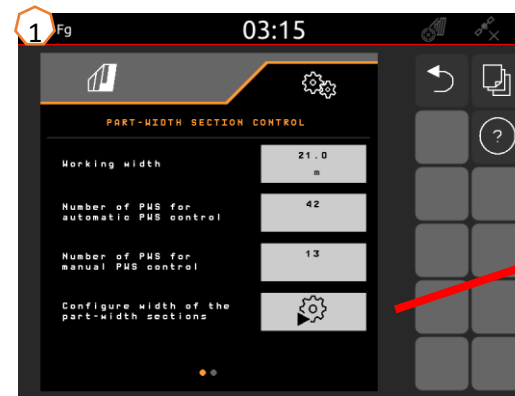 1
Fg
03:15
PART-WIDTH SECTION CONTROL
Working width
21.0
m
Number of PWS for
automatic PWS control
42
Number of PWS for
manual PWS control
13
Configure width of the
part-width sections
?